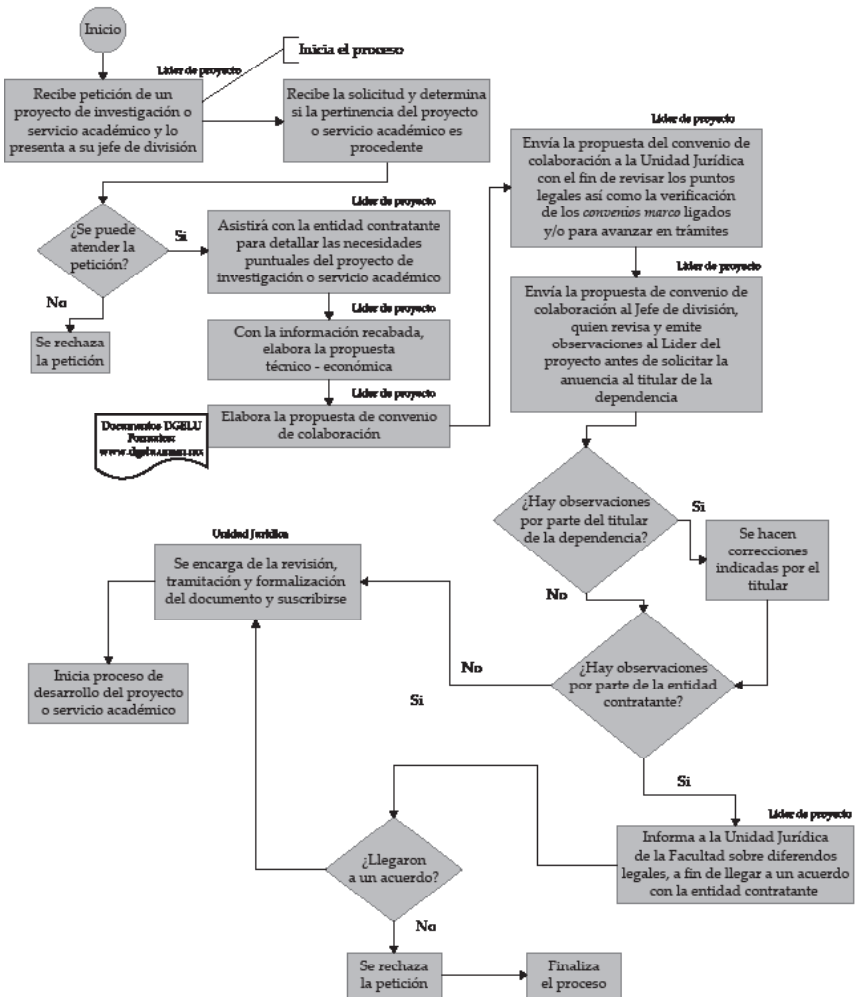 Inicio
Inicia el proceso
Líder de proyecto
Recibe petición de un
proyecto de investigación o
servicio académico y lo
presenta a su jefe de división
Recibe la solicitud y determina
si la pertinencia del proyecto
o servicio académico es
procedente
¿Se puede
atender la
petición?
Si
No
Se rechaza
la petición
Líder de proyecto
Asistirá con la entidad contratante
para detallar las necesidades
puntuales del proyecto de
investigación o servicio académico
Líder de proyecto
Con la información recabada,
elabora la propuesta
técnico - económica
Líder de proyecto
Elabora la propuesta de convenio
de colaboración
Documentos DGELU
Formatos:
Líder de proyecto
Envía la propuesta del convenio de
colaboración a la Unidad Jurídica
con el fin de revisar los puntos
legales así como la verificación
de los convenios marco ligados
y/o para avanzar en trámites
Líder de proyecto
Envía la propuesta de convenio de
colaboración al Jefe de división,
quien revisa y emite
observaciones al Lider del
proyecto antes de solicitar la
anuencia al titular de la
dependencia
¿Hay observaciones
por parte del titular
de la dependencia?
Si
No
Se hacen
correcciones
indicadas por el
titular
¿Hay observaciones
por parte de la entidad
contratante?
No
Si
Unidad Jurídica
Se encarga de la revisión,
tramitación y formalización
del documento y suscribirse
Inicia proceso de
desarrollo del proyecto
o servicio académico
Líder de proyecto
Informa a la Unidad Jurídica
de la Facultad sobre diferendos
legales, a fin de llegar a un acuerdo
con la entidad contratante
¿Llegaron
a un acuerdo?
Si
No
Se rechaza
la petición
Finaliza
el proceso